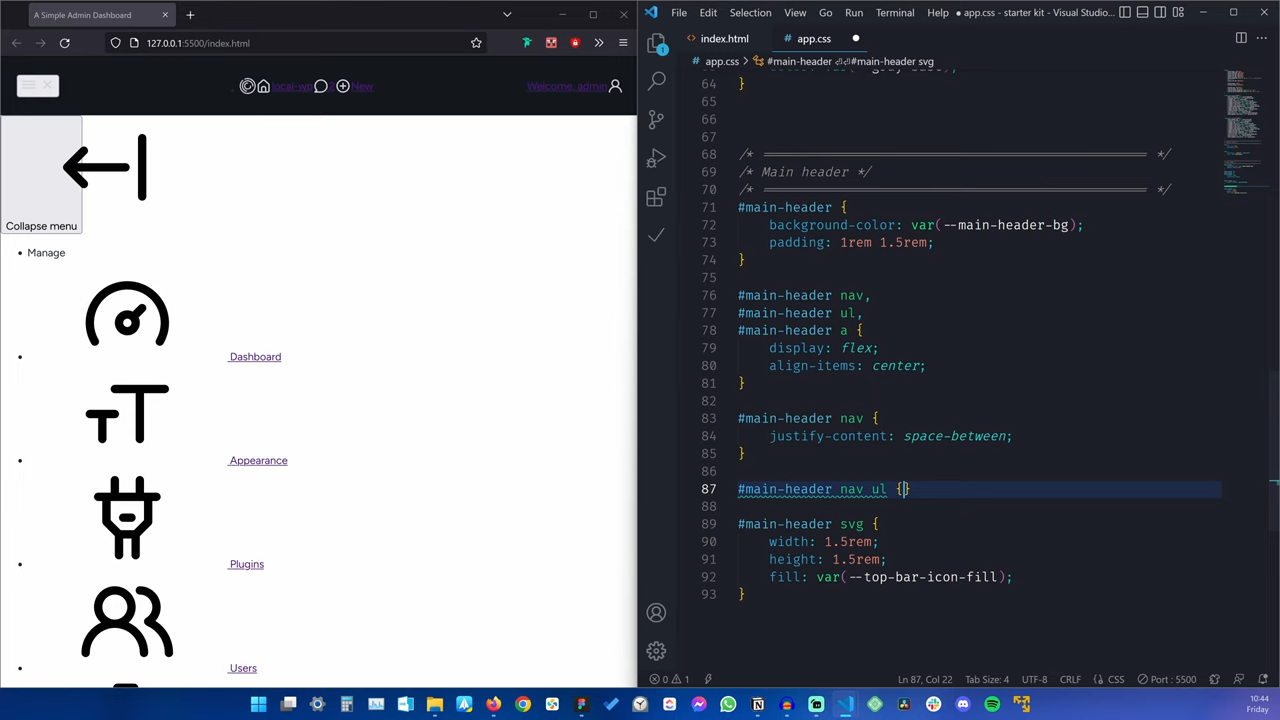 A Simple Admin Dashboard
127.0.0.1:5500/index.html
local-wp
New
Welcome, admin
Collapse menu
Manage
Dashboard
Appearance
Plugins
Users
File Edit Selection View Go Run Terminal Help
app.css - starter kit - Visual Studio...
index.html
app.css
app.css > #main-header > #main-header svg
64 }
65
66
67
68 /* ============================================== */
69 /* Main header */
70 /* ============================================== */
71 #main-header {
72 background-color: var(--main-header-bg);
73 padding: 1rem 1.5rem;
74 }
75
76 #main-header nav,
77 #main-header ul,
78 #main-header a {
79 display: flex;
80 align-items: center;
81 }
82
83 #main-header nav {
84 justify-content: space-between;
85 }
86
87 #main-header nav ul {}
88
89 #main-header svg {
90 width: 1.5rem;
91 height: 1.5rem;
92 fill: var(--top-bar-icon-fill);
93 }
0 1 Ln 87, Col 22 Tab Size: 4 UTF-8 CRLF CSS Port : 5500
10:44
Friday